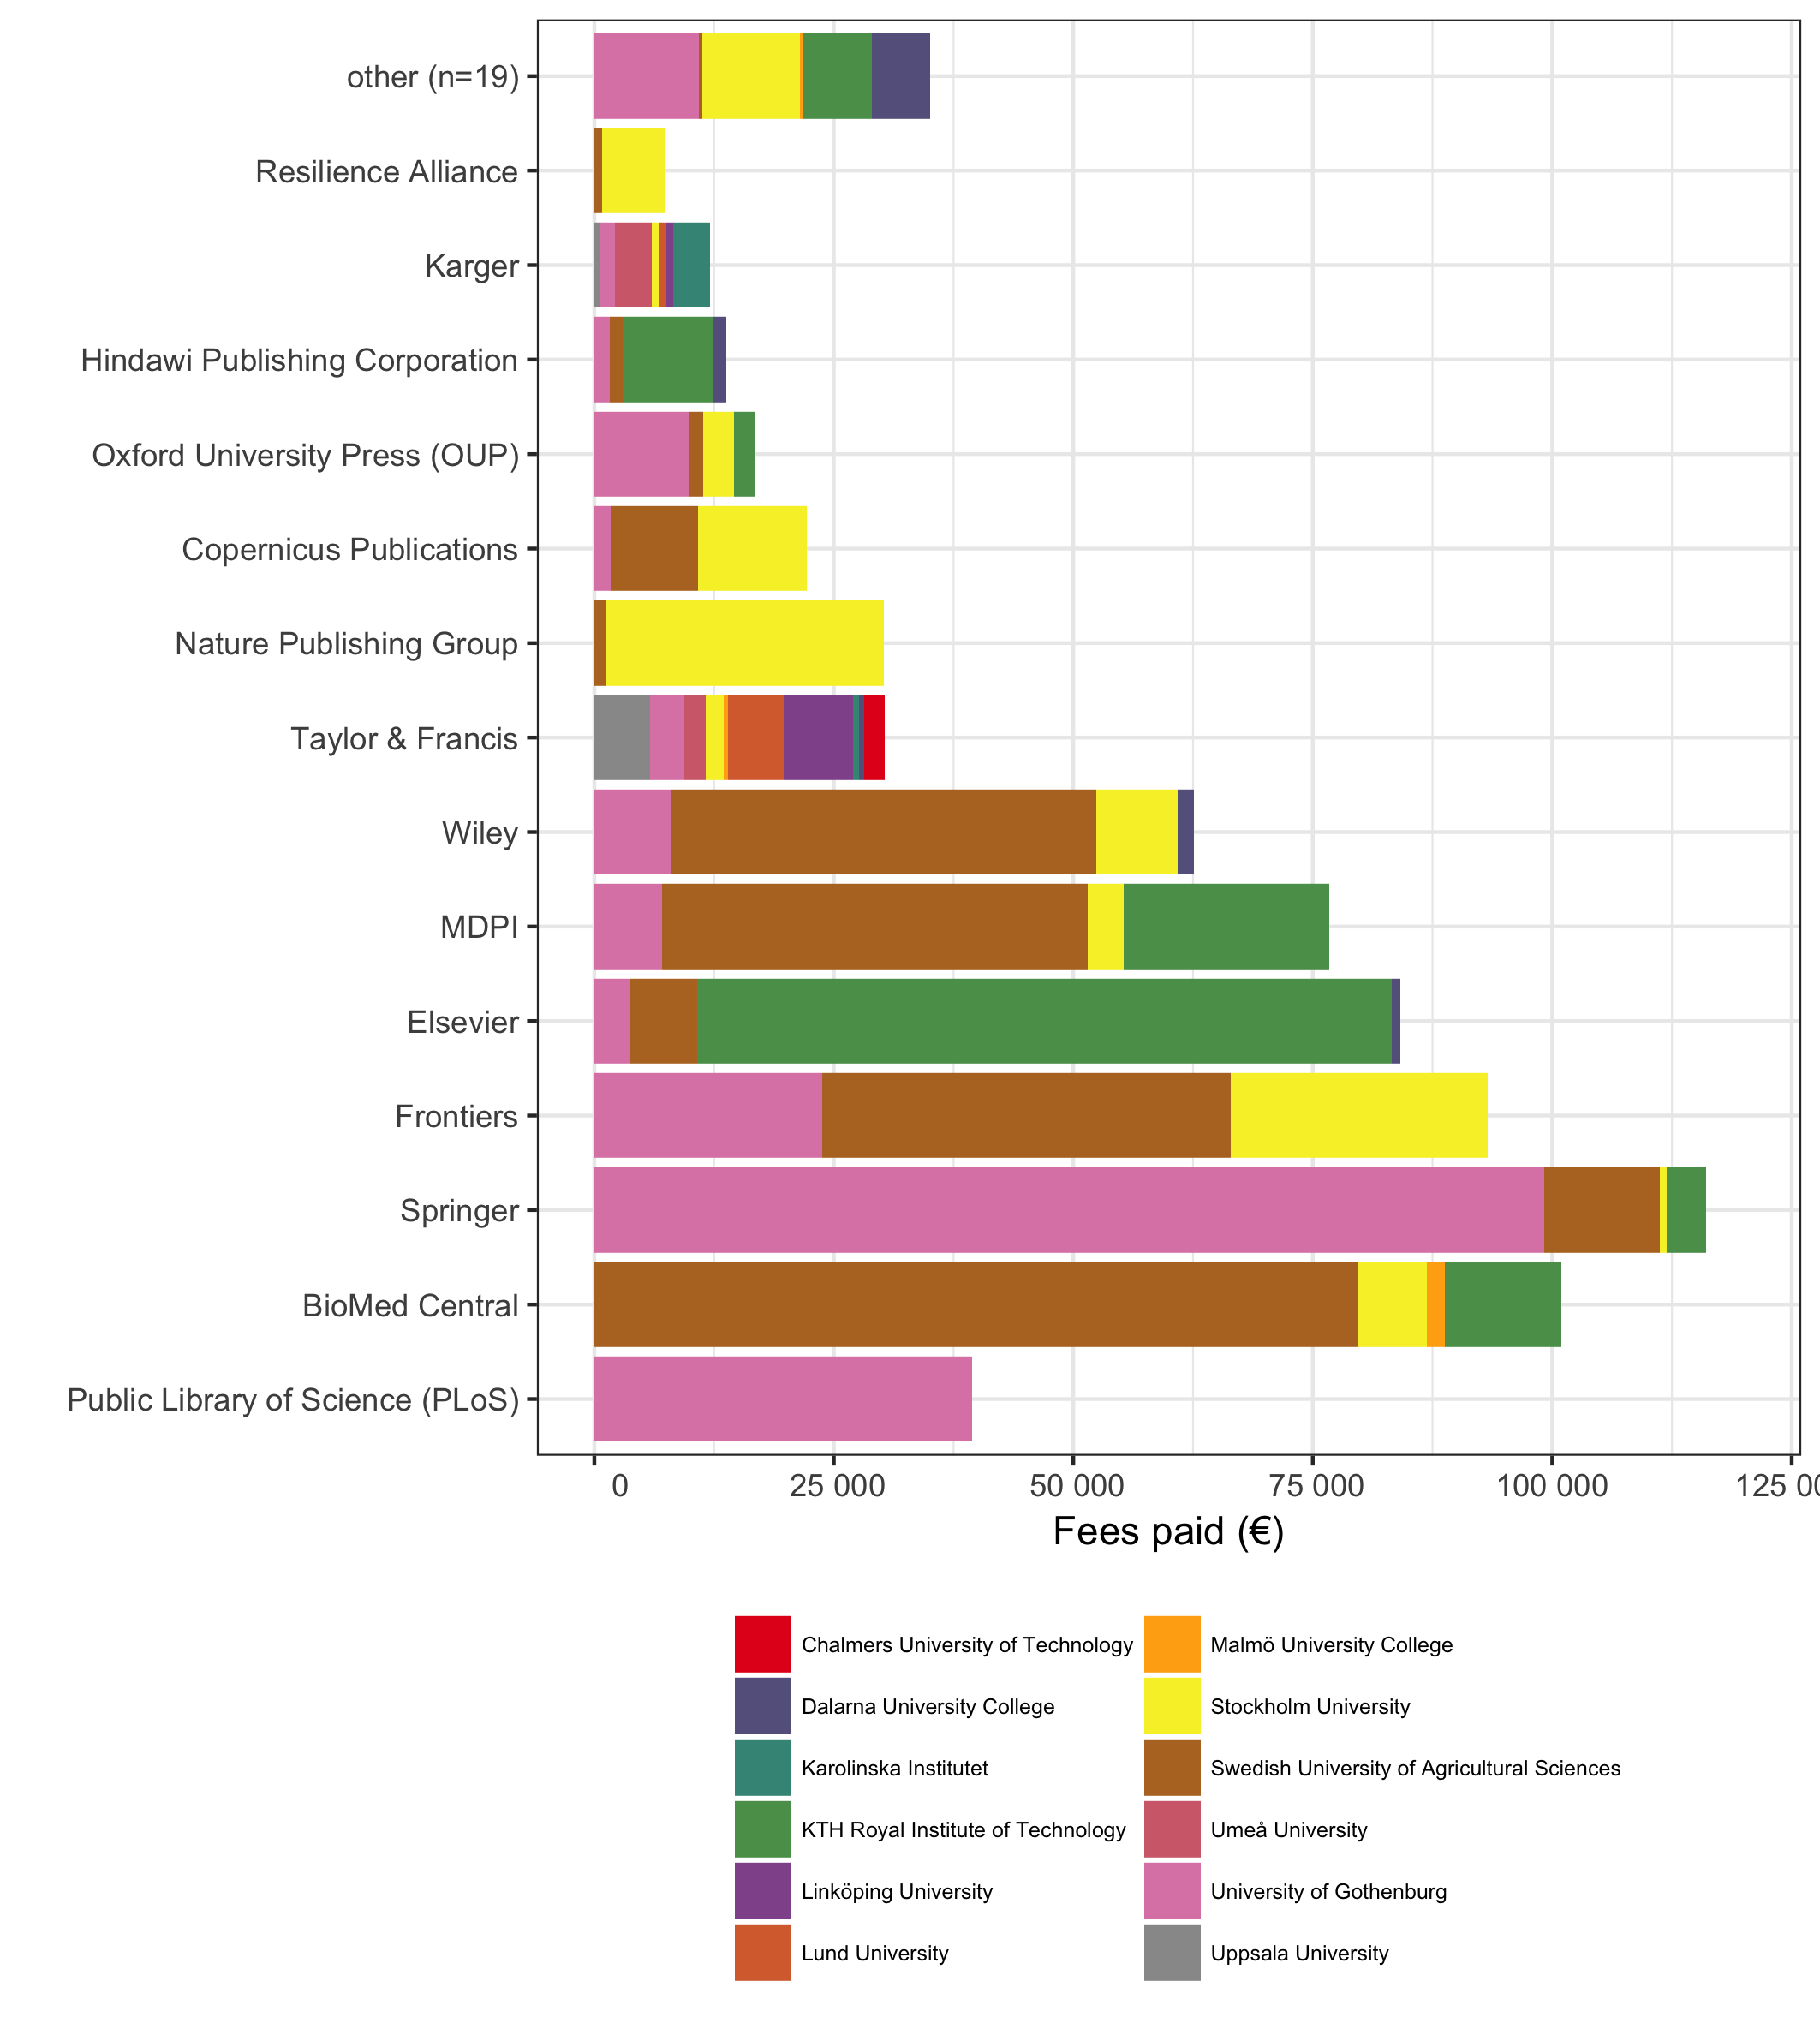 other (n=19)
Resilience Alliance
Karger
Hindawi Publishing Corporation
Oxford University Press (OUP)
Copernicus Publications
Nature Publishing Group
Taylor & Francis
Wiley
MDPI
Elsevier
Frontiers
Springer
BioMed Central
Public Library of Science (PLoS)
0 25 000 50 000 75 000 100 000 125 0
Fees paid (€)
Chalmers University of Technology
Dalarna University College
Karolinska Institutet
KTH Royal Institute of Technology
Linköping University
Lund University
Malmö University College
Stockholm University
Swedish University of Agricultural Sciences
Umeå University
University of Gothenburg
Uppsala University